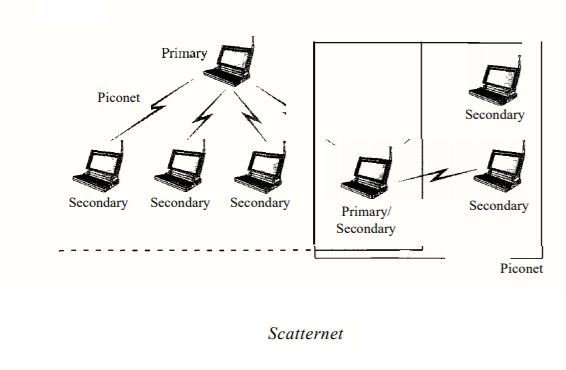 Primary
Piconet
Secondary
Secondary Secondary Secondary
Primary/
Secondary
Secondary
Piconet
Scatternet